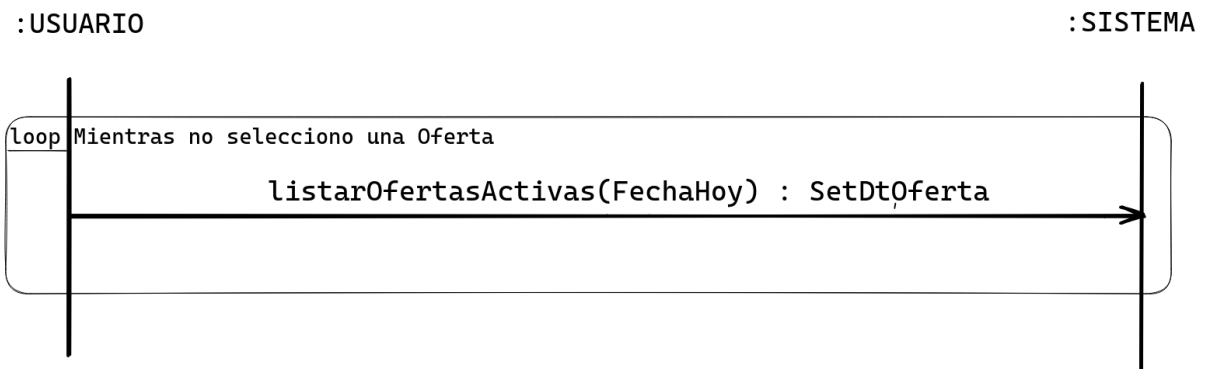 :USUARIO
:SISTEMA
loop Mientras no selecciono una Oferta
listarOfertasActivas(FechaHoy) : SetDtOferta